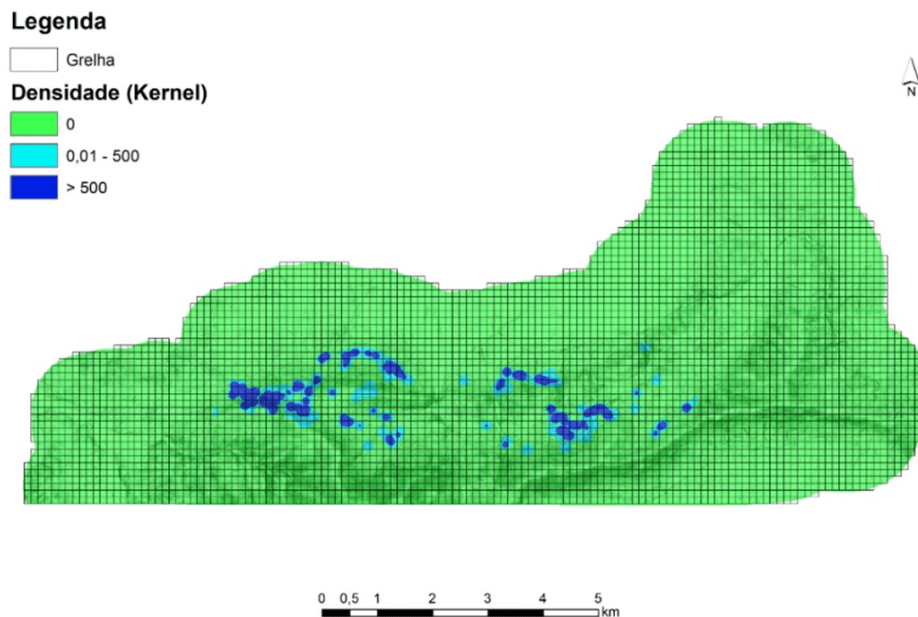 Legenda
Grelha
Densidade (Kernel)
0
0,01 - 500
> 500
N
0 0,5 1 2 3 4 5
km